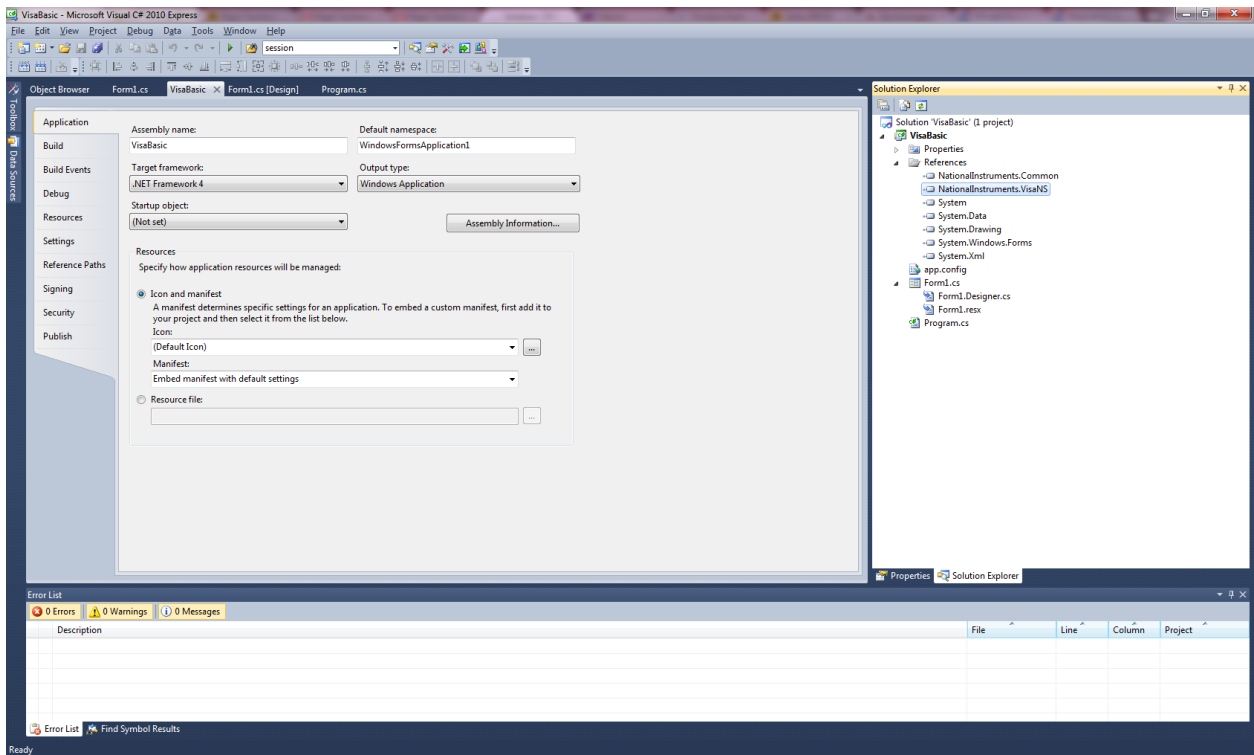 VisaBasic - Microsoft Visual C# 2010 Express
File Edit View Project Debug Data Tools Window Help
session
Object Browser Form1.cs VisaBasic Form1.cs [Design] Program.cs
Toolbox
Data Sources
Application
Build
Build Events
Debug
Resources
Settings
Reference Paths
Signing
Security
Publish
Assembly name: Default namespace:
VisaBasic WindowsFormsApplication1
Target framework: Output type:
.NET Framework 4 Windows Application
Startup object:
(Not set) Assembly Information...
Resources
Specify how application resources will be managed:
Icon and manifest
A manifest determines specific settings for an application. To embed a custom manifest, first add it to
your project and then select it from the list below.
Icon:
(Default Icon) ...
Manifest:
Embed manifest with default settings
Resource file:
...
Solution Explorer
Solution 'VisaBasic' (1 project)
VisaBasic
Properties
References
NationalInstruments.Common
NationalInstruments.VisaNS
System
System.Data
System.Drawing
System.Windows.Forms
System.Xml
app.config
Form1.cs
Form1.Designer.cs
Form1.resx
Program.cs
Properties Solution Explorer
Error List
0 Errors 0 Warnings 0 Messages
Description File Line Column Project
Error List Find Symbol Results
Ready